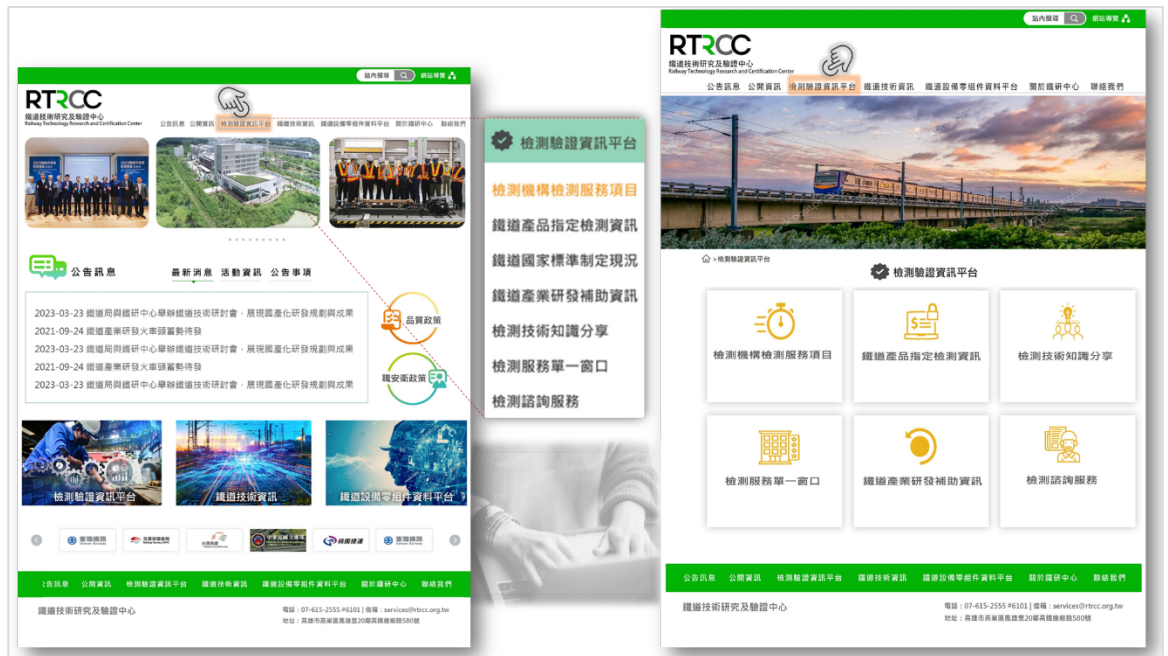 站內搜尋
網站導覽
RTRCC
鐵道技術研究及驗證中心
Railway Technology Research and Certification Center
公告訊息 公開資訊 檢測驗證資訊平台 鐵道技術資訊 鐵道設備零組件資料平台 關於鐵研中心 聯絡我們
公告訊息
最新消息 活動資訊 公告事項
2023-03-23 鐵道局與鐵研中心舉辦鐵道技術研討會，展現國產化研發規劃與成果
2021-09-24 鐵道產業研發火車頭蓄勢待發
2023-03-23 鐵道局與鐵研中心舉辦鐵道技術研討會，展現國產化研發規劃與成果
2021-09-24 鐵道產業研發火車頭蓄勢待發
2023-03-23 鐵道局與鐵研中心舉辦鐵道技術研討會，展現國產化研發規劃與成果
品質政策
職安衛政策
檢測驗證資訊平台
鐵道技術資訊
鐵道設備零組件資料平台
臺灣鐵路
桃園捷運
臺灣鐵路
公告訊息 公開資訊 檢測驗證資訊平台 鐵道技術資訊 鐵道設備零組件資料平台 關於鐵研中心 聯絡我們
鐵道技術研究及驗證中心
電話：07-615-2555 #6101 | 信箱：services@rtrcc.org.tw
地址：高雄市燕巢區鳳雄里20鄰高鐵橋廊路580號
檢測驗證資訊平台
檢測機構檢測服務項目
鐵道產品指定檢測資訊
鐵道國家標準制定現況
鐵道產業研發補助資訊
檢測技術知識分享
檢測服務單一窗口
檢測諮詢服務
站內搜尋
網站導覽
RTRCC
鐵道技術研究及驗證中心
Railway Technology Research and Certification Center
公告訊息 公開資訊 檢測驗證資訊平台 鐵道技術資訊 鐵道設備零組件資料平台 關於鐵研中心 聯絡我們
>檢測驗證資訊平台
檢測驗證資訊平台
檢測機構檢測服務項目
鐵道產品指定檢測資訊
檢測技術知識分享
檢測服務單一窗口
鐵道產業研發補助資訊
檢測諮詢服務
公告訊息 公開資訊 檢測驗證資訊平台 鐵道技術資訊 鐵道設備零組件資料平台 關於鐵研中心 聯絡我們
鐵道技術研究及驗證中心
電話：07-615-2555 #6101 | 信箱：services@rtrcc.org.tw
地址：高雄市燕巢區鳳雄里20鄰高鐵橋廊路580號